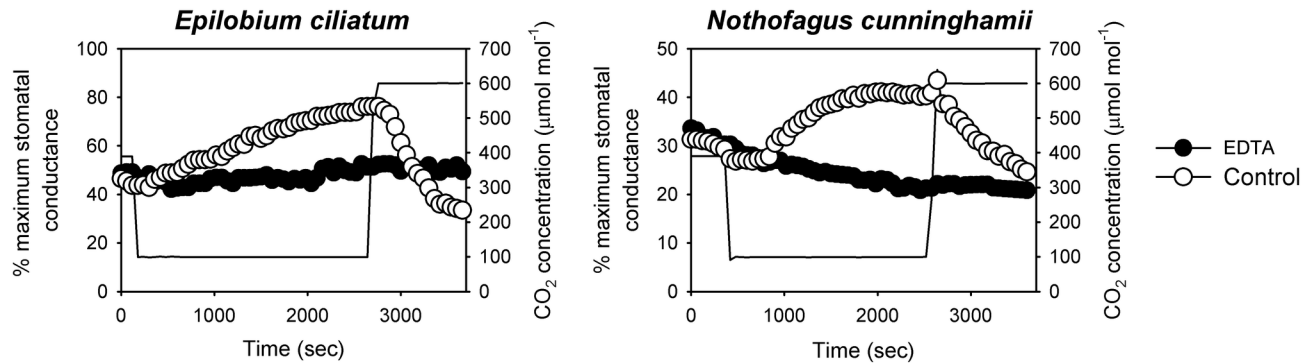 Epilobium ciliatum
Nothofagus cunninghamii
% maximum stomatal
conductance
100
80
60
40
20
0
700
600
500
400
300
200
100
0
CO2 concentration (μmol mol-1)
0 1000 2000 3000
Time (sec)
% maximum stomatal
conductance
50
40
30
20
10
0
700
600
500
400
300
200
100
0
CO2 concentration (μmol mol-1)
0 1000 2000 3000
Time (sec)
EDTA
Control